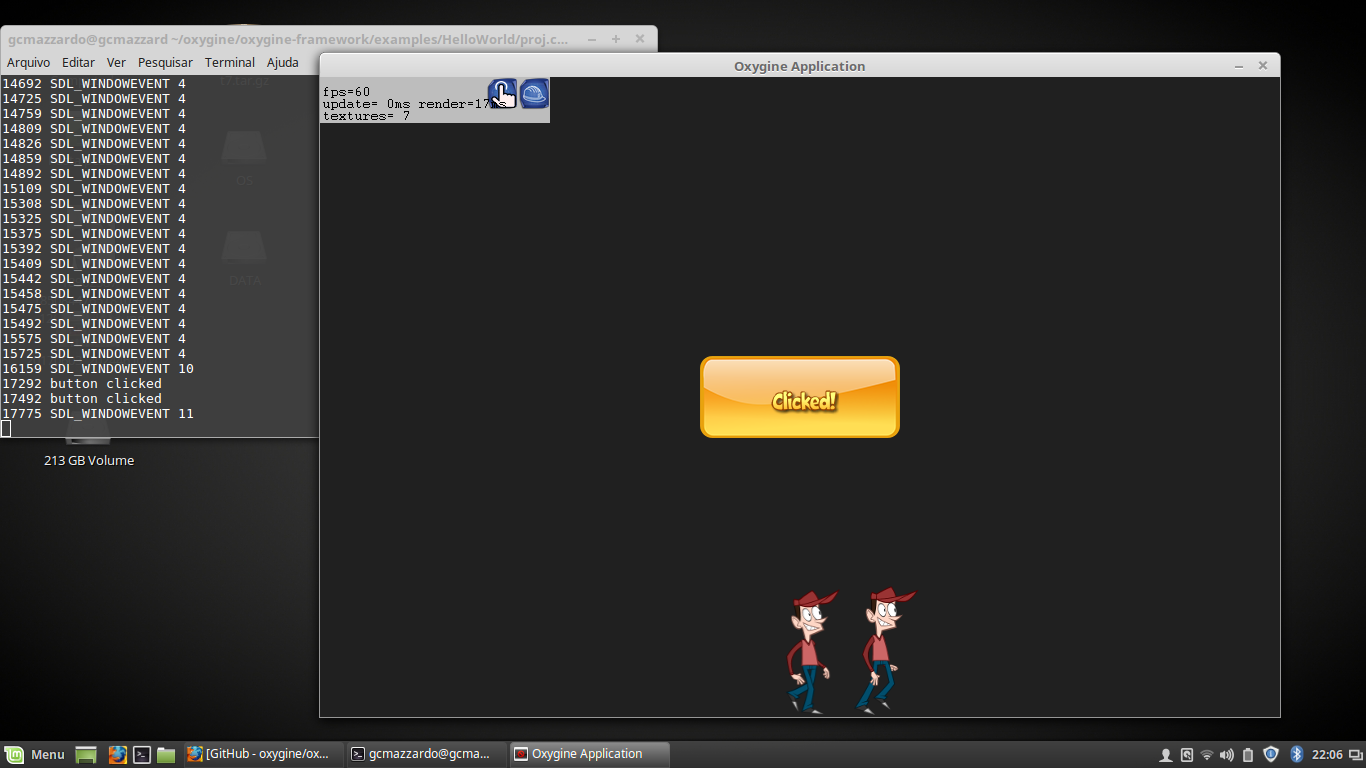 gcmazzardo@gcmazzard ~/oxygine/oxygine-framework/examples/HelloWorld/proj.c...
Arquivo Editar Ver Pesquisar Terminal Ajuda
14692 SDL_WINDOWEVENT 4
14725 SDL_WINDOWEVENT 4
14759 SDL_WINDOWEVENT 4
14809 SDL_WINDOWEVENT 4
14826 SDL_WINDOWEVENT 4
14859 SDL_WINDOWEVENT 4
14892 SDL_WINDOWEVENT 4
15109 SDL_WINDOWEVENT 4
15308 SDL_WINDOWEVENT 4
15325 SDL_WINDOWEVENT 4
15375 SDL_WINDOWEVENT 4
15392 SDL_WINDOWEVENT 4
15409 SDL_WINDOWEVENT 4
15442 SDL_WINDOWEVENT 4
15458 SDL_WINDOWEVENT 4
15475 SDL_WINDOWEVENT 4
15492 SDL_WINDOWEVENT 4
15575 SDL_WINDOWEVENT 4
15725 SDL_WINDOWEVENT 4
16159 SDL_WINDOWEVENT 10
17292 button clicked
17492 button clicked
17775 SDL_WINDOWEVENT 11
OS
DATA
213 GB Volume
Oxygine Application
fps=60
update= 0ms render=17ms
textures= 7
Clicked!
Menu
[GitHub - oxygine/ox...
gcmazzardo@gcma...
Oxygine Application
22:06